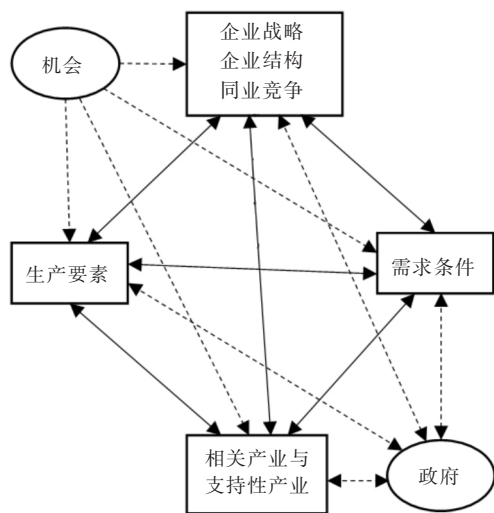 企业战略
企业结构
同业竞争
机会
生产要素
需求条件
相关产业与
支持性产业
政府